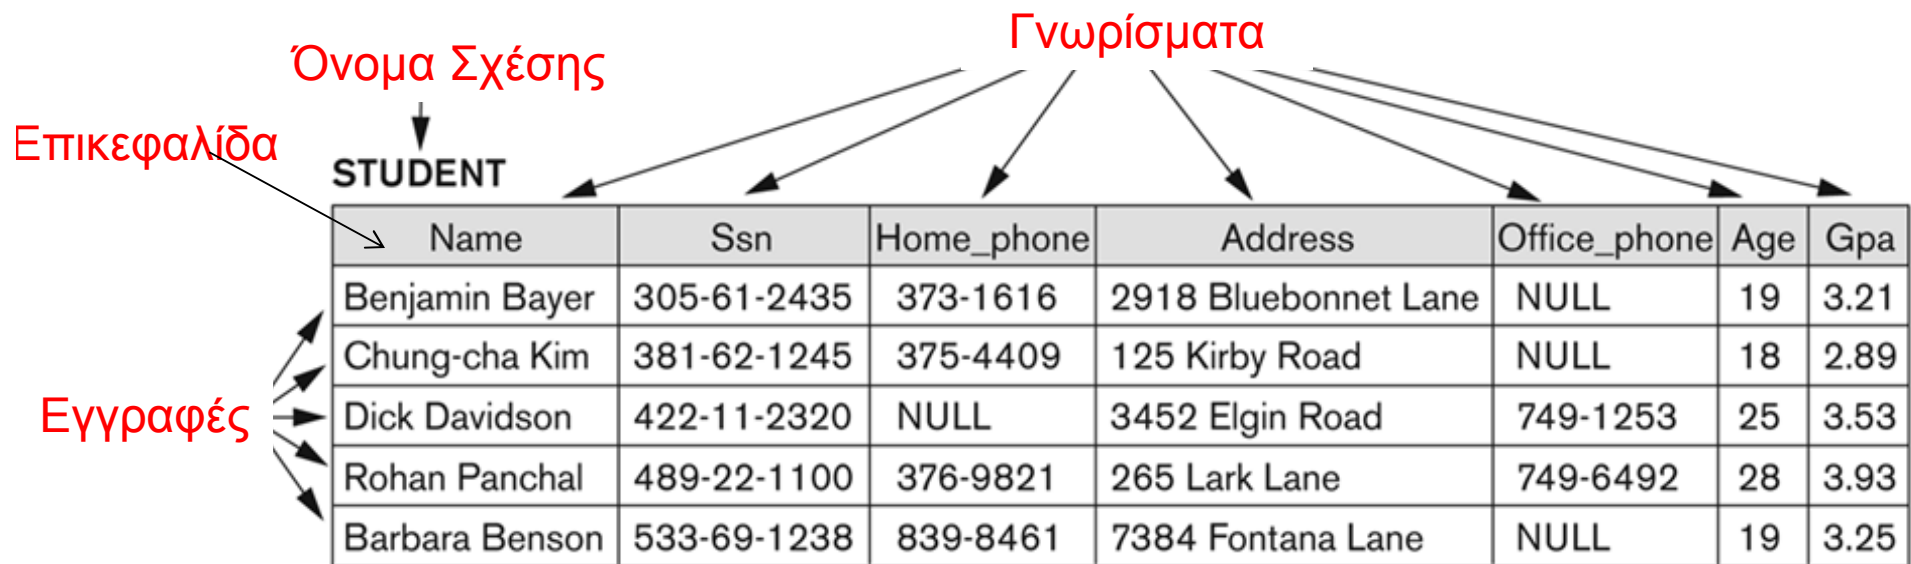 Γνωρίσματα
Όνομα Σχέσης
Επικεφαλίδα
STUDENT
Name Ssn Home_phone Address Office_phone Age Gpa
Benjamin Bayer 305-61-2435 373-1616 2918 Bluebonnet Lane NULL 19 3.21
Chung-cha Kim 381-62-1245 375-4409 125 Kirby Road NULL 18 2.89
Εγγραφές
Dick Davidson 422-11-2320 NULL 3452 Elgin Road 749-1253 25 3.53
Rohan Panchal 489-22-1100 376-9821 265 Lark Lane 749-6492 28 3.93
Barbara Benson 533-69-1238 839-8461 7384 Fontana Lane NULL 19 3.25